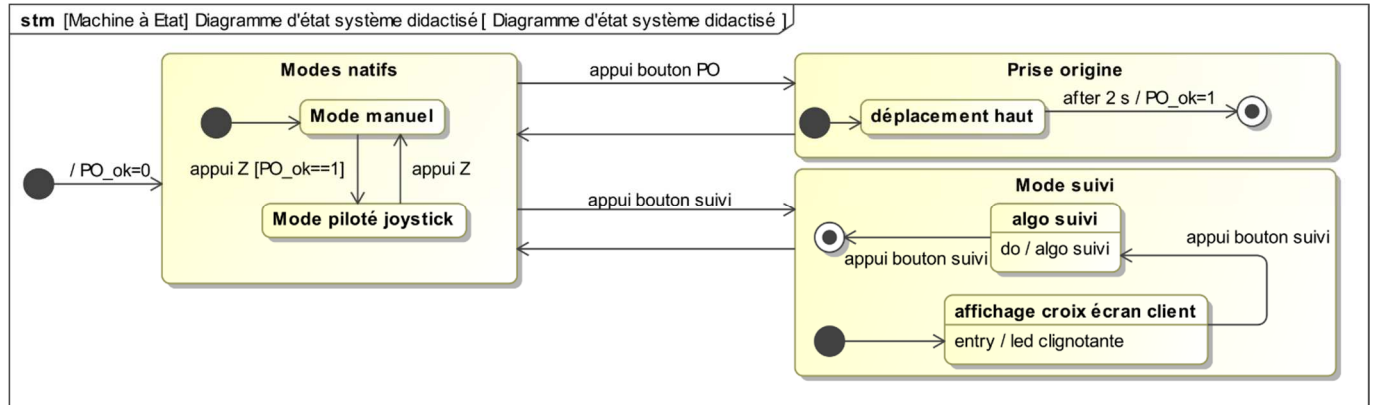 stm [Machine à Etat] Diagramme d'état système didactisé [ Diagramme d'état système didactisé ]
Modes natifs
Mode manuel
appui Z [PO_ok==1]
appui Z
Mode piloté joystick
/ PO_ok=0
appui bouton PO
appui bouton suivi
Prise origine
déplacement haut
after 2 s / PO_ok=1
Mode suivi
algo suivi
do / algo suivi
appui bouton suivi
appui bouton suivi
affichage croix écran client
entry / led clignotante